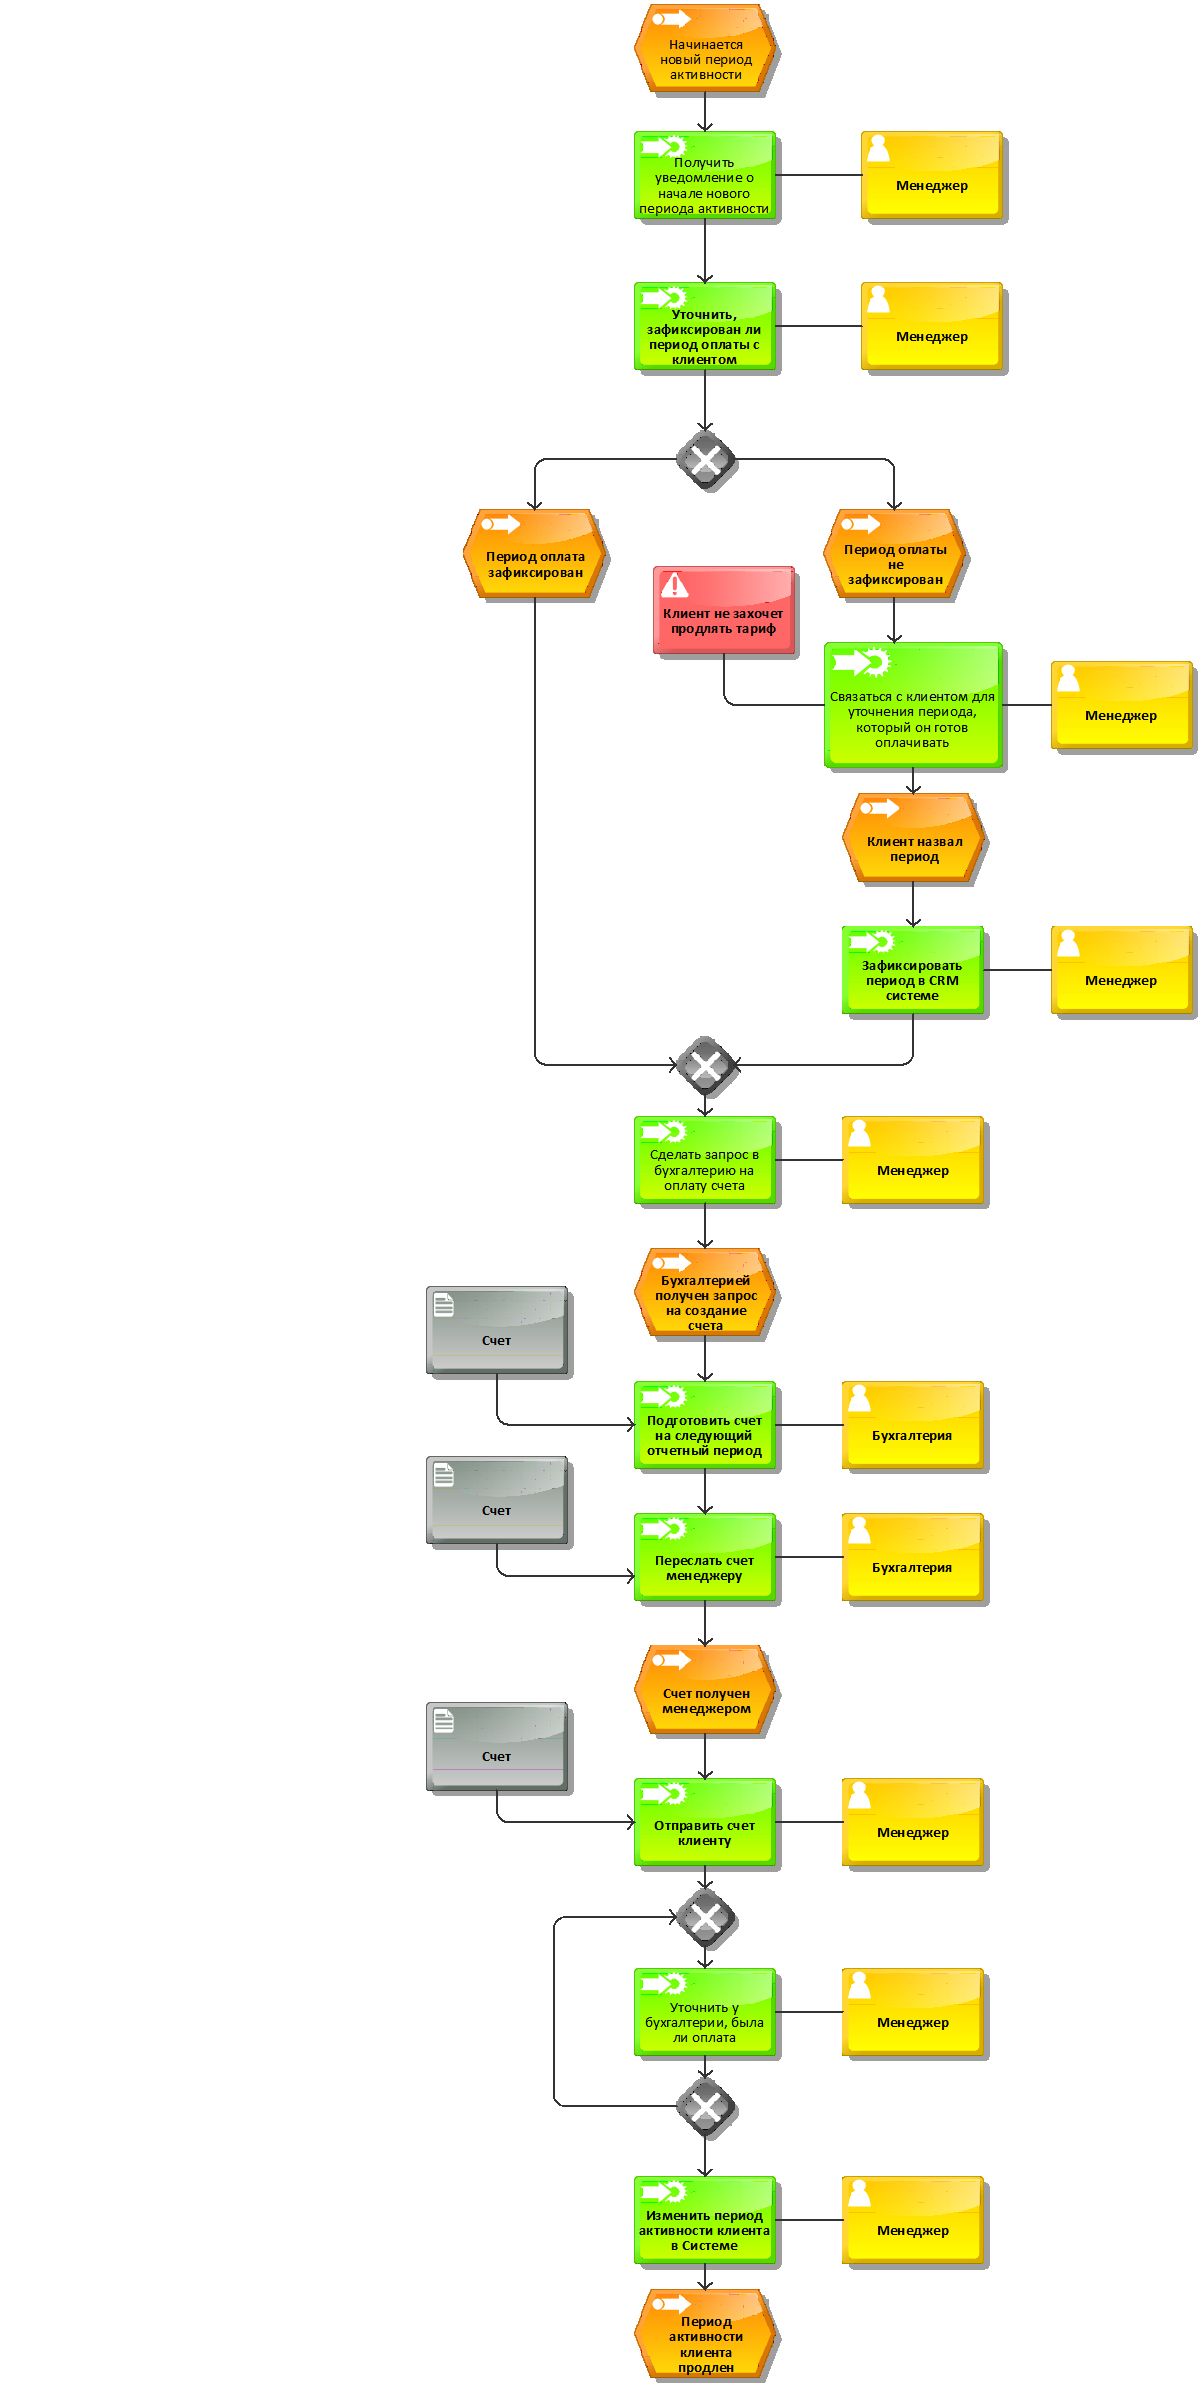 Начинается
новый период
активности
Получить
уведомление о
начале нового
периода активности
Менеджер
Уточнить,
зафиксирован ли
период оплаты с
клиентом
Менеджер
Период оплата
зафиксирован
Период оплаты
не
зафиксирован
Клиент не захочет
продлять тариф
Связаться с клиентом для
уточнения периода,
который он готов
оплачивать
Менеджер
Клиент назвал
период
Зафиксировать
период в CRM
системе
Менеджер
Сделать запрос в
бухгалтерию на
оплату счета
Менеджер
Бухгалтерией
получен запрос
на создание
счета
Счет
Подготовить счет
на следующий
отчетный период
Бухгалтерия
Счет
Переслать счет
менеджеру
Бухгалтерия
Счет получен
менеджером
Счет
Отправить счет
клиенту
Менеджер
Уточнить у
бухгалтерии, была
ли оплата
Менеджер
Изменить период
активности клиента
в Системе
Менеджер
Период
активности
клиента
продлен